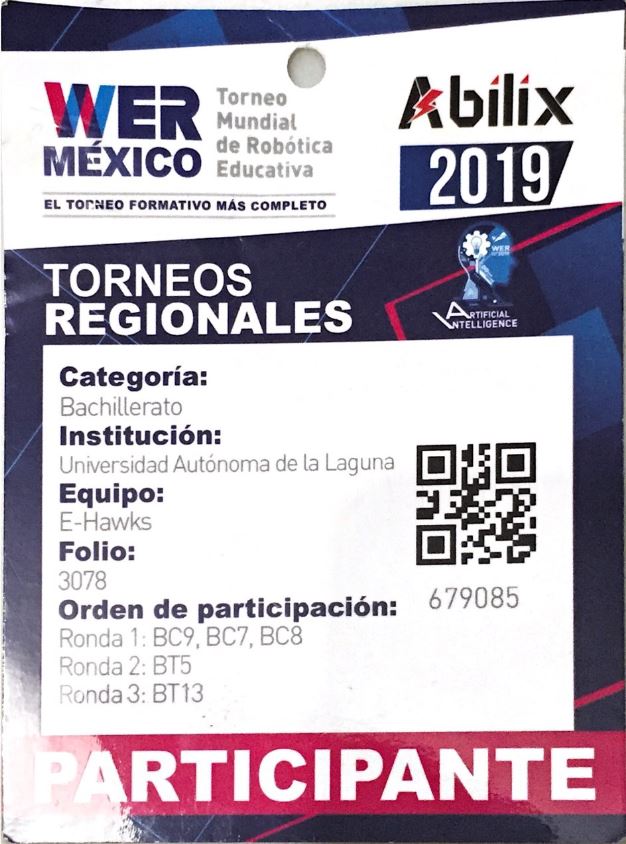 WER
MÉXICO
Torneo
Mundial
de Robótica
Educativa
EL TORNEO FORMATIVO MÁS COMPLETO
Abilix
2019
WER
ARTIFICIAL
INTELLIGENCE
TORNEOS
REGIONALES
Categoría:
Bachillerato
Institución:
Universidad Autónoma de la Laguna
Equipo:
E-Hawks
Folio:
3078
Orden de participación:
Ronda 1: BC9, BC7, BC8
Ronda 2: BT5
Ronda 3: BT13
679085
PARTICIPANTE